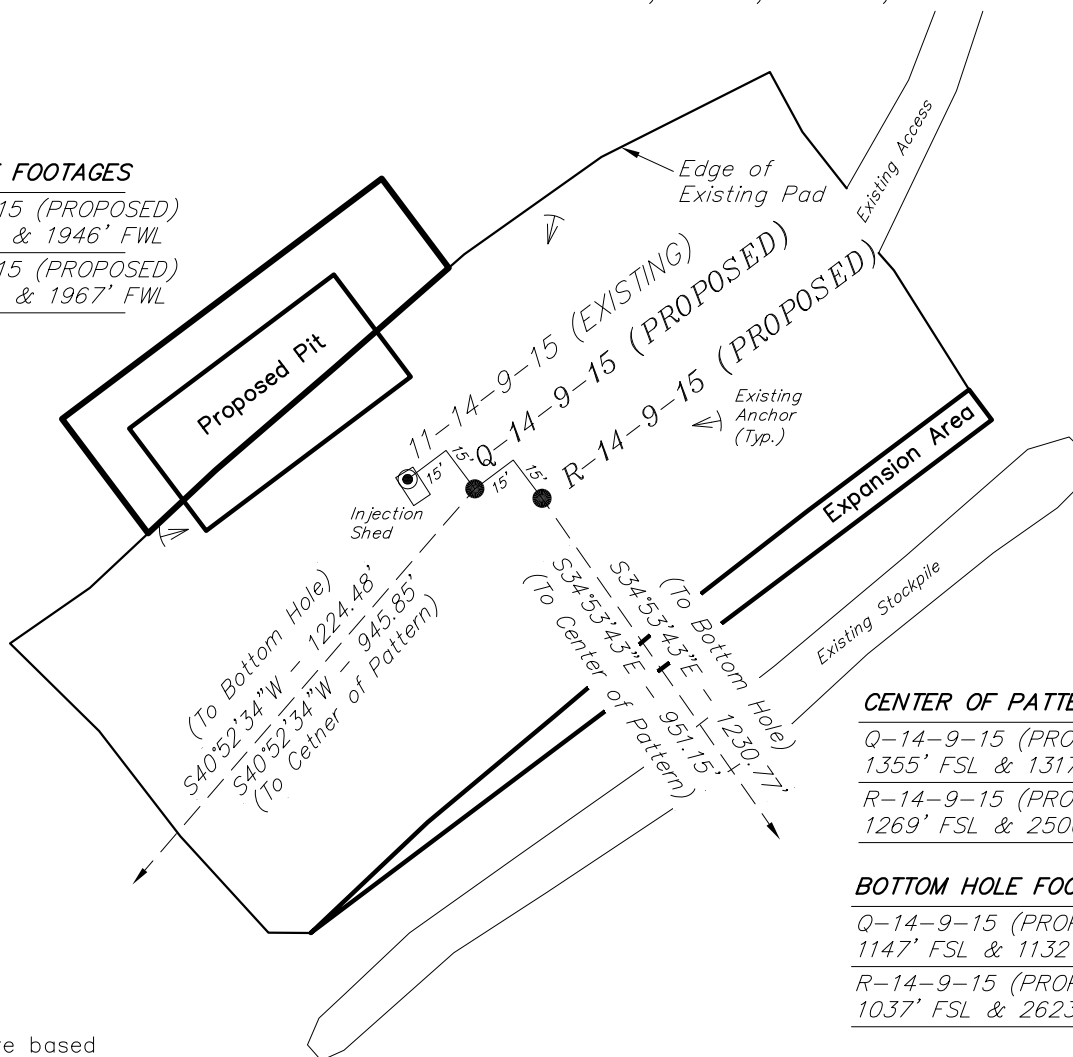 FOOTAGES
15 (PROPOSED)
& 1946' FWL
15 (PROPOSED)
& 1967' FWL
Edge of
Existing Pad
Existing Access
Proposed Pit
11-14-9-15 (EXISTING)
Q-14-9-15 (PROPOSED)
R-14-9-15 (PROPOSED)
Existing
Anchor
(Typ.)
15'
15'
15'
15'
Injection
Shed
Expansion Area
Existing Stockpile
(To Bottom Hole)
S40°52'34"W - 1224.48'
S40°52'34"W - 945.85'
(To Cetner of Pattern)
(To Bottom Hole)
S34°53'43"E - 1230.77'
S34°53'43"E - 951.15'
(To Center of Pattern)
CENTER OF PATTE
Q-14-9-15 (PRO
1355' FSL & 1317
R-14-9-15 (PRO
1269' FSL & 250
BOTTOM HOLE FOO
Q-14-9-15 (PROP
1147' FSL & 1132
R-14-9-15 (PROP
1037' FSL & 2623
e based